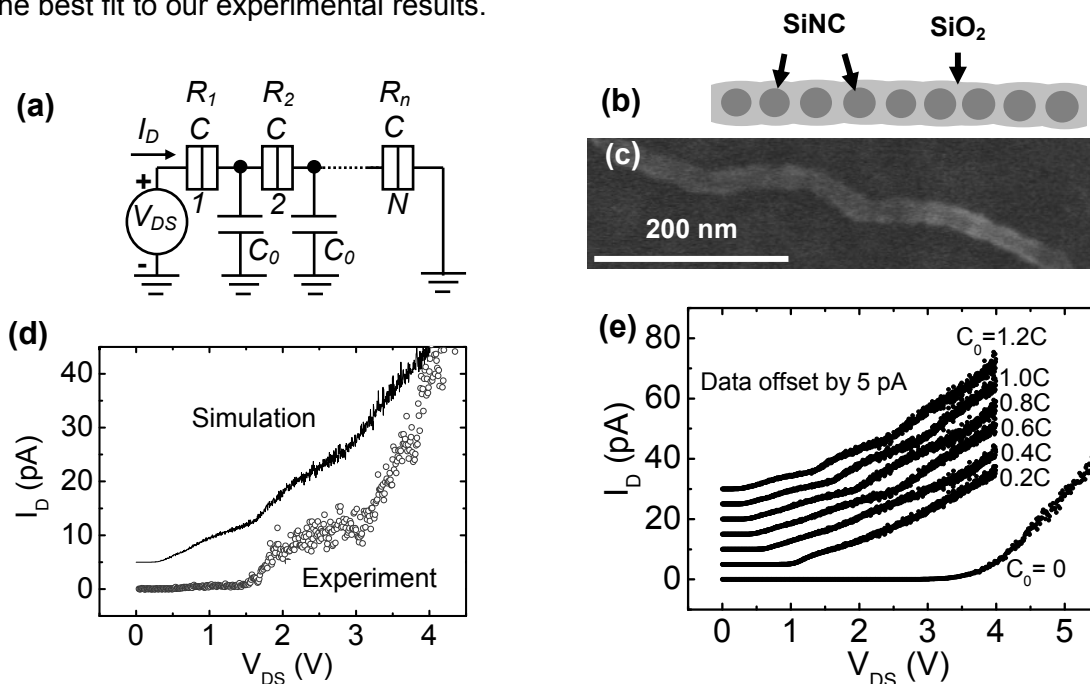 the best fit to our experimental results.
(a)
R1 R2 Rn
C C C
ID
+
VDS
-
1 2 N
C0 C0
(b)
SiNC SiO2
(c)
200 nm
(d)
40
30
20
10
0
ID (pA)
Simulation
Experiment
0 1 2 3 4
VDS (V)
(e)
80
60
40
20
0
ID (pA)
Data offset by 5 pA
C0=1.2C
1.0C
0.8C
0.6C
0.4C
0.2C
C0= 0
0 1 2 3 4 5
VDS (V)